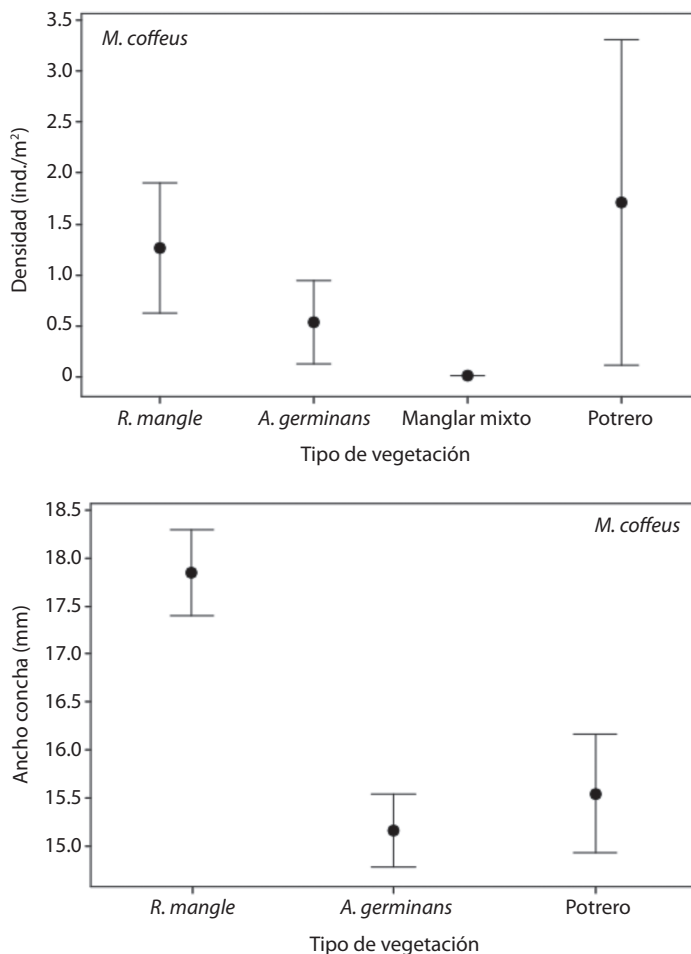 M. coffeus
Densidad (ind./m²)
3.5
3.0
2.5
2.0
1.5
1.0
0.5
0
R. mangle A. germinans Manglar mixto Potrero
Tipo de vegetación
M. coffeus
Ancho concha (mm)
18.5
18.0
17.5
17.0
16.5
16.0
15.5
15.0
R. mangle A. germinans Potrero
Tipo de vegetación